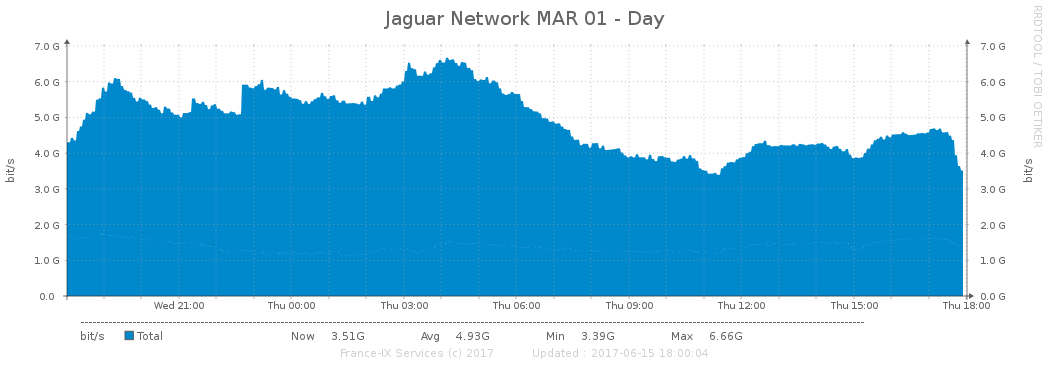 Jaguar Network MAR 01 - Day
RRDTOOL / TOBI OETIKER
bit/s
7.0 G 7.0 G
6.0 G 6.0 G
5.0 G 5.0 G
4.0 G 4.0 G
3.0 G 3.0 G
2.0 G 2.0 G
1.0 G 1.0 G
0.0 0.0 G
bit/s
Wed 21:00 Thu 00:00 Thu 03:00 Thu 06:00 Thu 09:00 Thu 12:00 Thu 15:00 Thu 18:00
bit/s Total Now 3.51G Avg 4.93G Min 3.39G Max 6.66G
France-IX Services (c) 2017 Updated : 2017-06-15 18:00:04